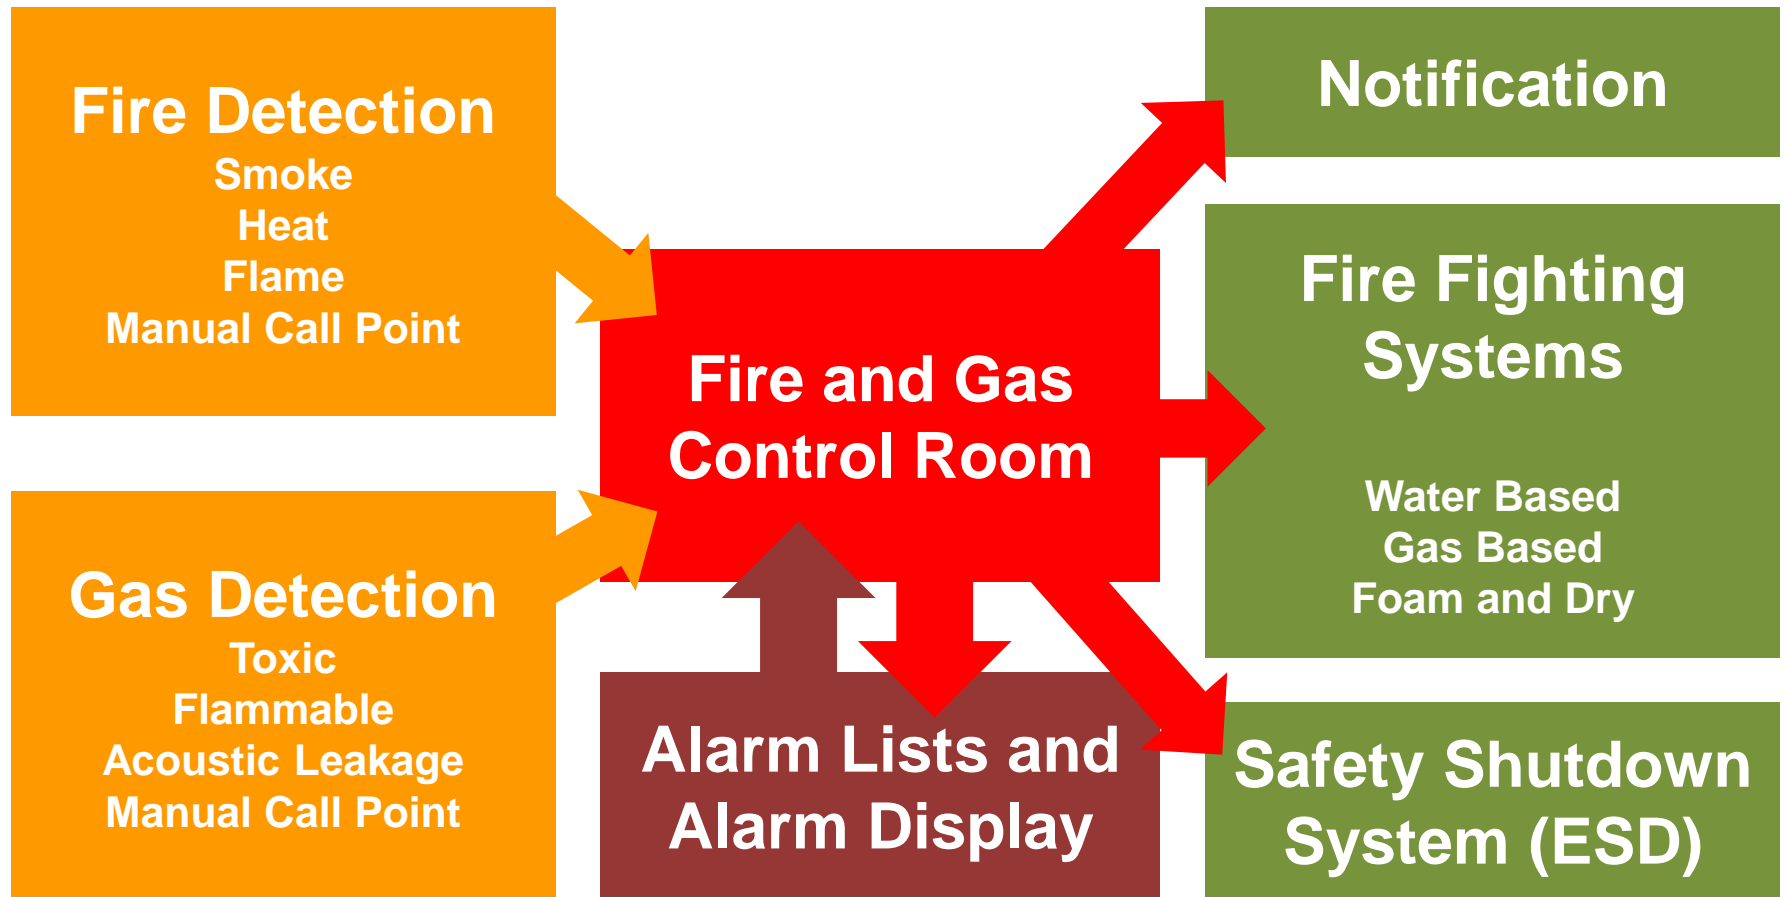 Fire Detection
Smoke
Heat
Flame
Manual Call Point
Gas Detection
Toxic
Flammable
Acoustic Leakage
Manual Call Point
Fire and Gas
Control Room
Alarm Lists and
Alarm Display
Notification
Fire Fighting
Systems
Water Based
Gas Based
Foam and Dry
Safety Shutdown
System (ESD)